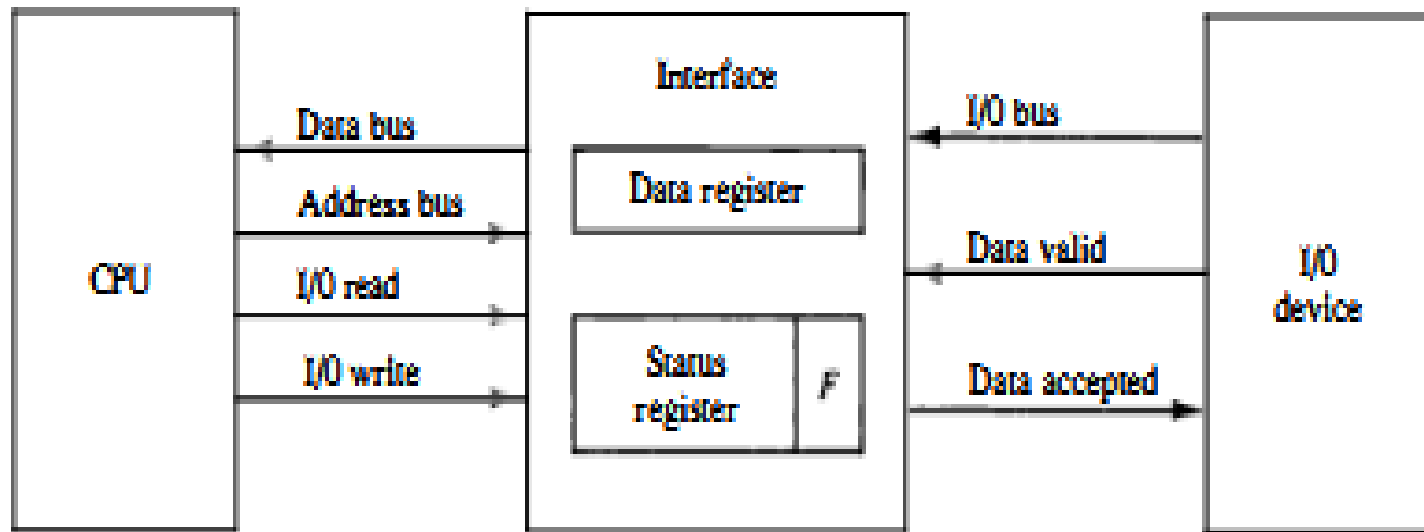 Interface
Data bus
I/O bus
Data register
Address bus
Data valid
CPU
I/O read
I/O
device
Status
register
F
I/O write
Data accepted